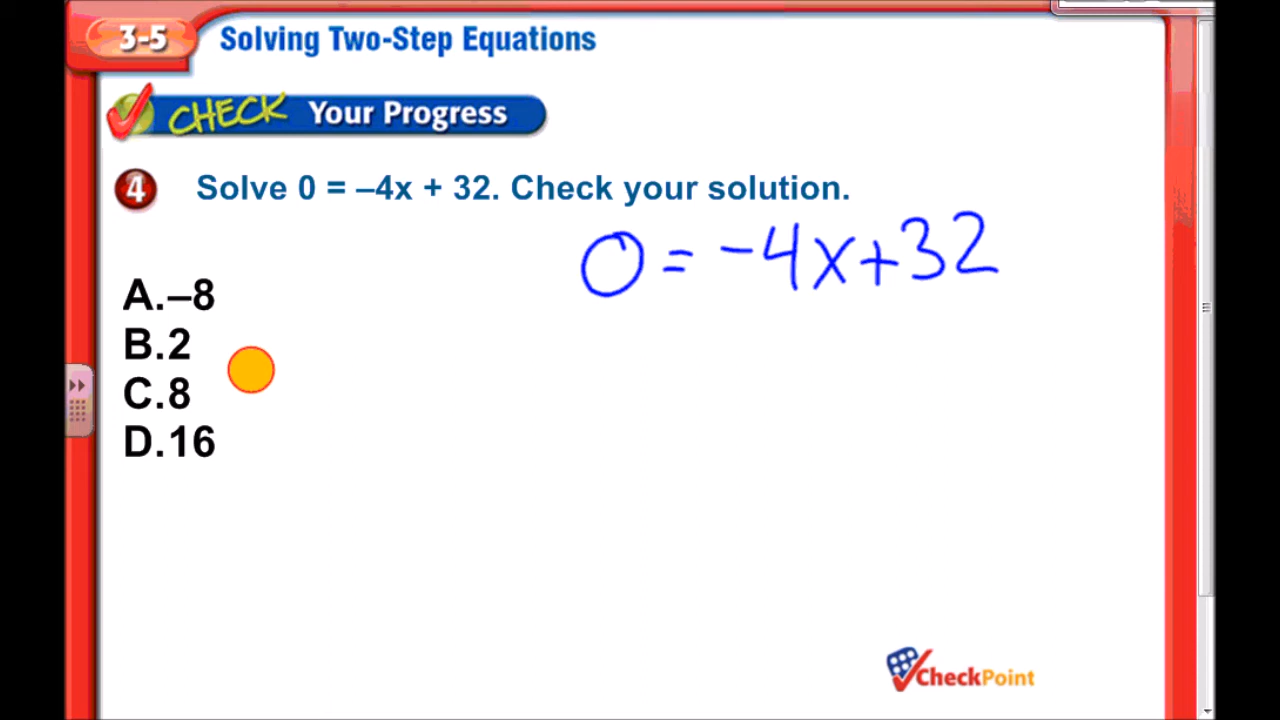 3-5 Solving Two-Step Equations
CHECK Your Progress
4 Solve 0 = –4x + 32. Check your solution.
0 = -4x+32
A.–8
B.2
C.8
D.16
CheckPoint